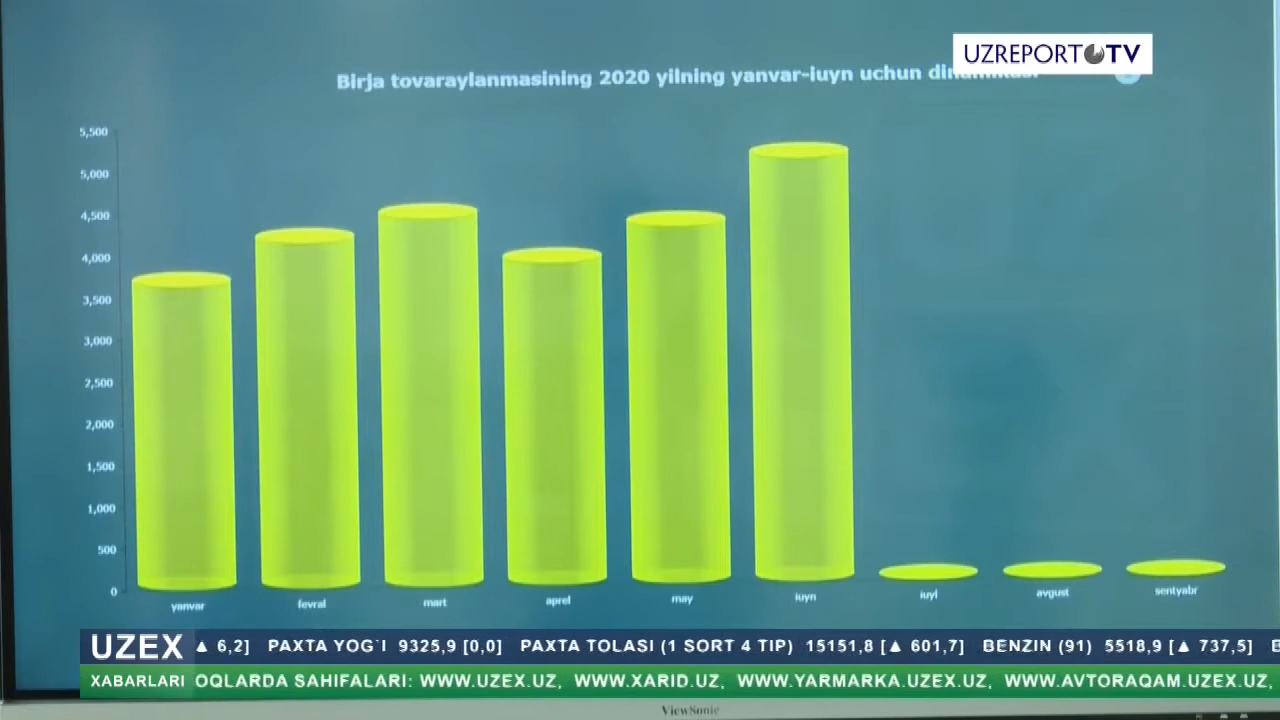 UZREPORT TV
Birja tovaraylanmasining 2020 yilning yanvar-iuyn uchun
5,500
5,000
4,500
4,000
3,500
3,000
2,500
2,000
1,500
1,000
500
0
yanvar fevral mart aprel may iuyn iuyl avgust sentyabr
UZEX ▲ 6,2] PAXTA YOG`I 9325,9 [0,0] PAXTA TOLASI (1 SORT 4 TIP) 15151,8 [▲ 601,7] BENZIN (91) 5518,9 [▲ 737,5]
XABARLARI OQLARDA SAHIFALARI: WWW.UZEX.UZ, WWW.XARID.UZ, WWW.YARMARKA.UZEX.UZ, WWW.AVTORAQAM.UZEX.UZ,
ViewSonic